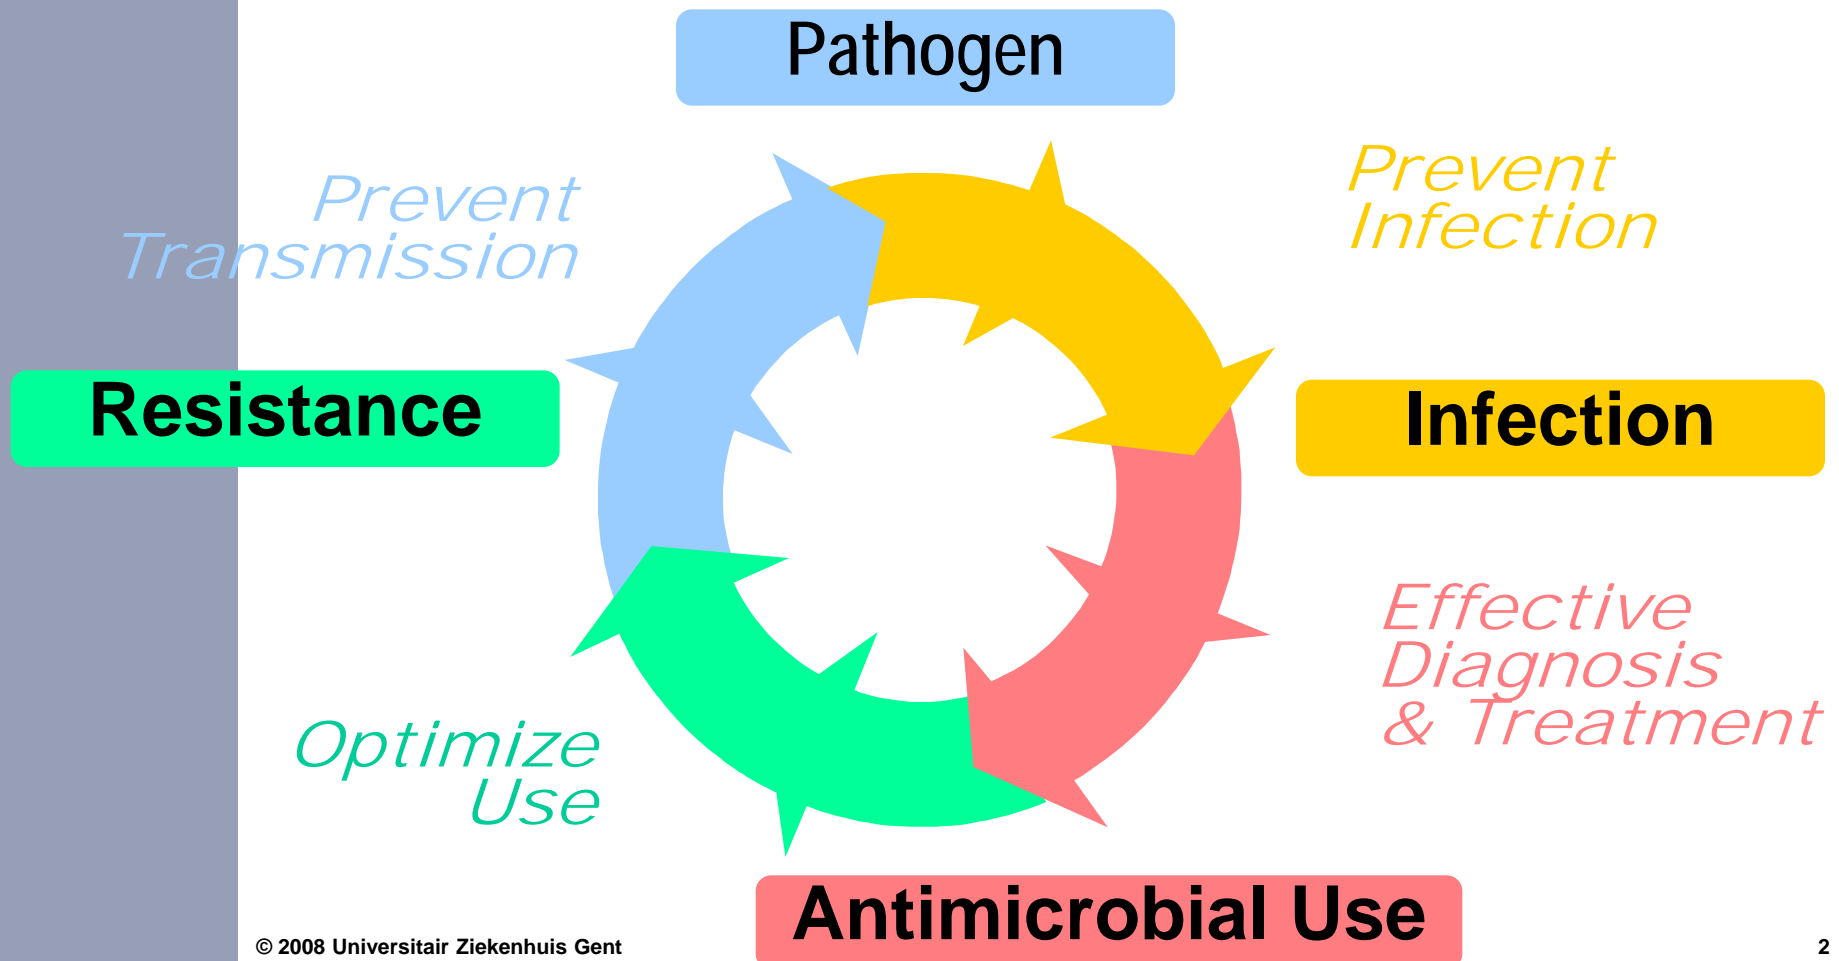 Pathogen
Prevent
Transmission
Prevent
Infection
Resistance
Infection
Effective
Diagnosis
& Treatment
Optimize
Use
Antimicrobial Use
© 2008 Universitair Ziekenhuis Gent
2